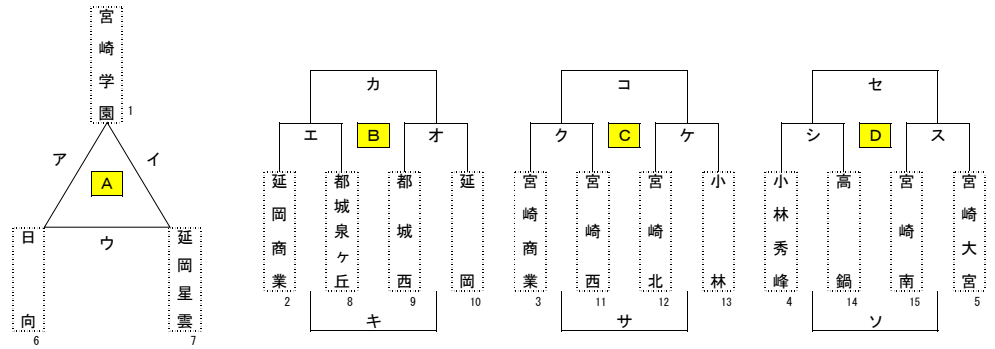 宮崎学園
1
ア
イ
A
ウ
日向
6
延岡星雲
7
カ
エ
B
オ
延岡商業
都城泉ヶ丘
都城西
延岡
2
8
9
10
キ
コ
ク
C
ケ
宮崎商業
宮崎西
宮崎北
小林
3
11
12
13
サ
セ
シ
D
ス
小林秀峰
高鍋
宮崎南
宮崎大宮
4
14
15
5
ソ